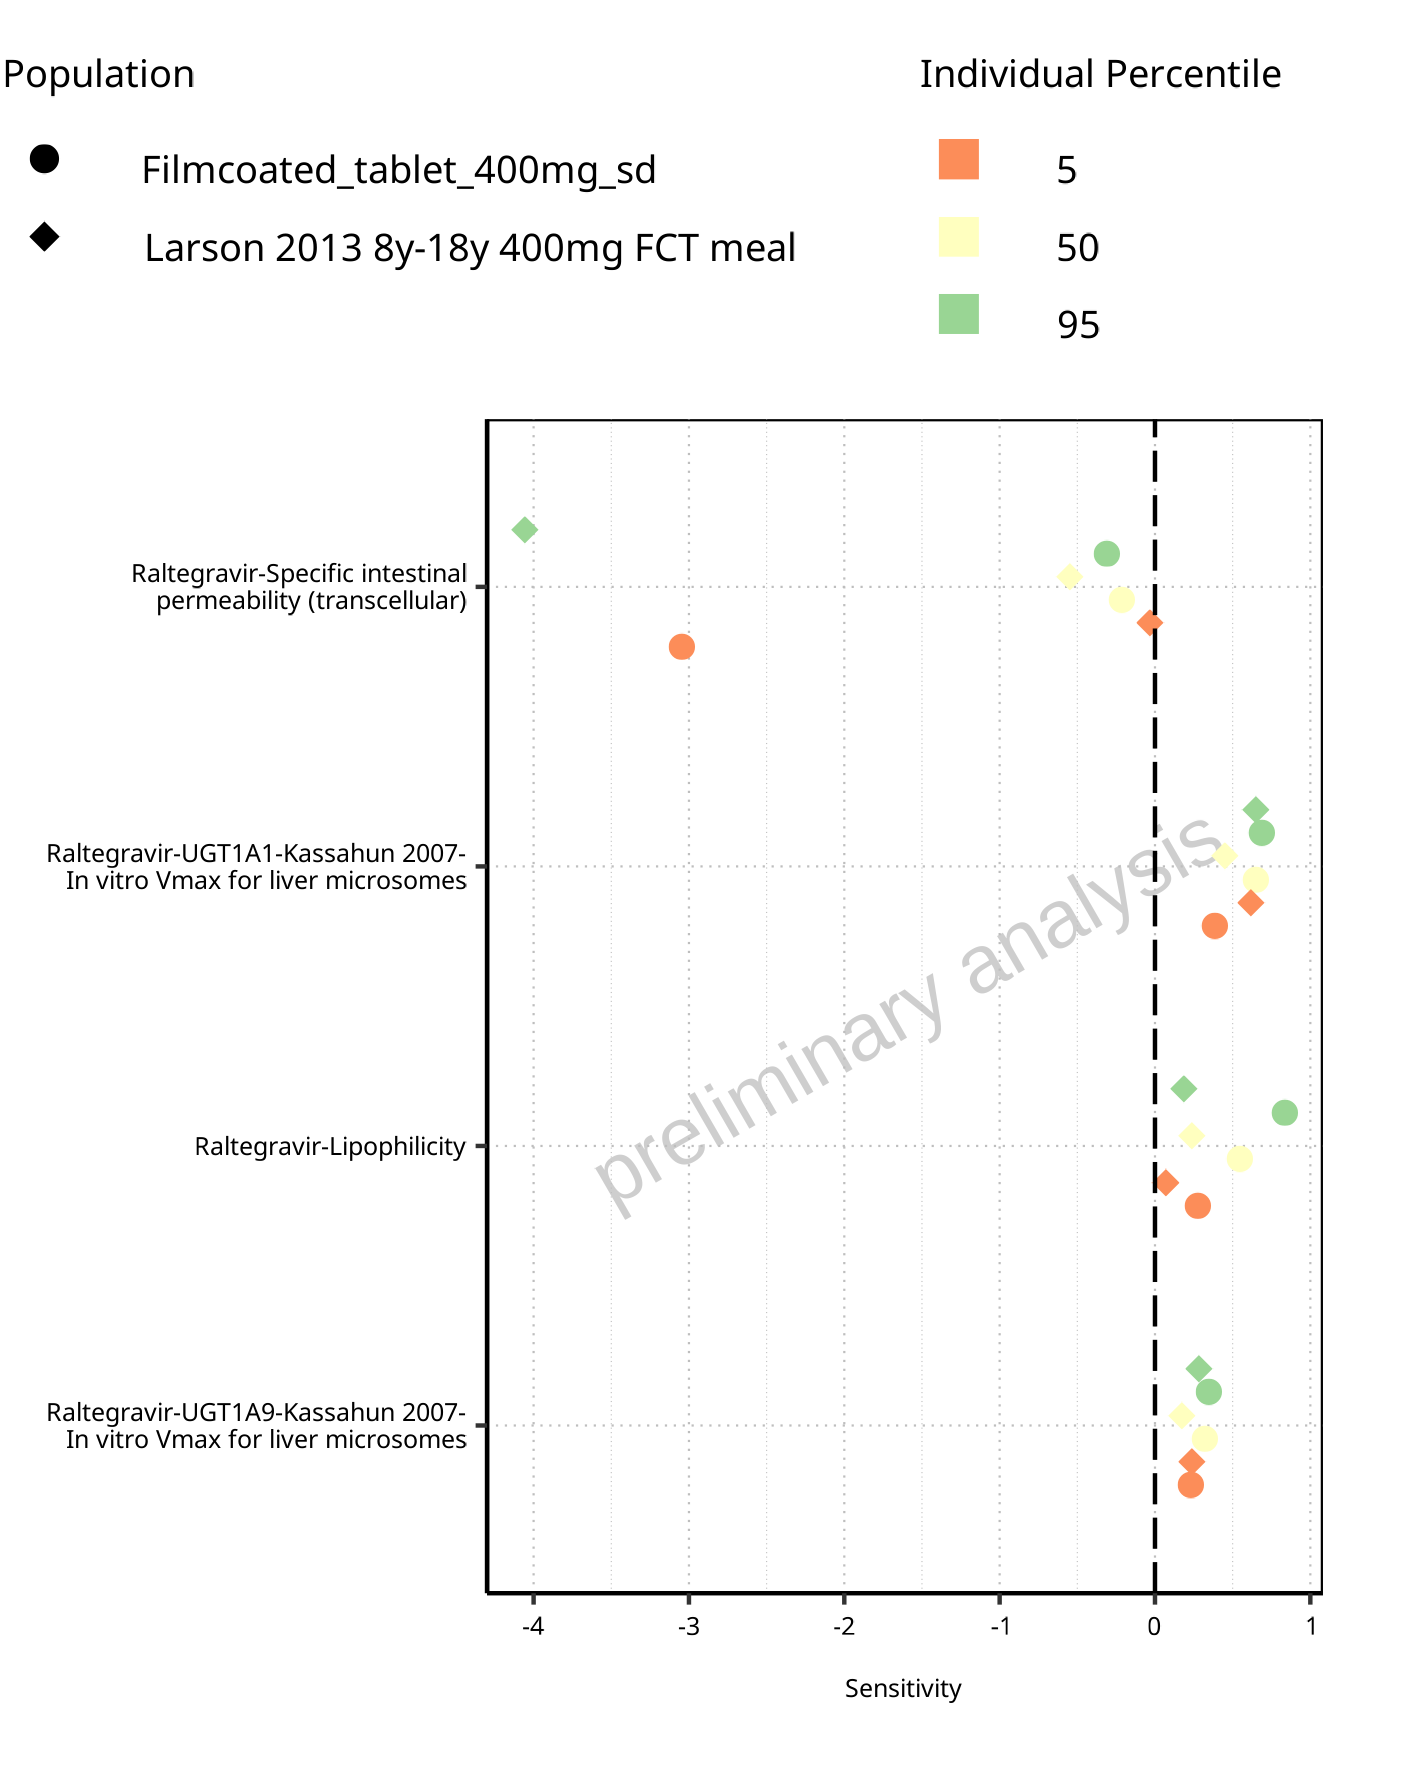 Population
Individual Percentile
Filmcoated_tablet_400mg_sd
5
Larson 2013 8y-18y 400mg FCT meal
50
95
Raltegravir-Specific intestinal
permeability (transcellular)
Raltegravir-UGT1A1-Kassahun 2007-
In vitro Vmax for liver microsomes
preliminary analysis
Raltegravir-Lipophilicity
Raltegravir-UGT1A9-Kassahun 2007-
In vitro Vmax for liver microsomes
-4 -3 -2 -1 0 1
Sensitivity